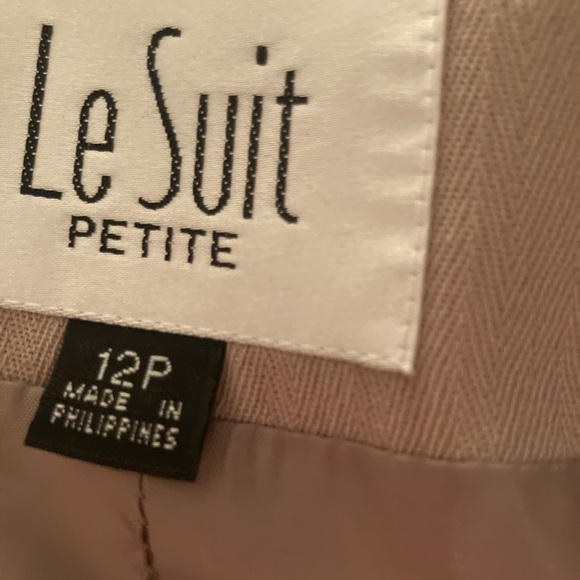 Le Suit
PETITE
12P
MADE IN
PHILIPPINES